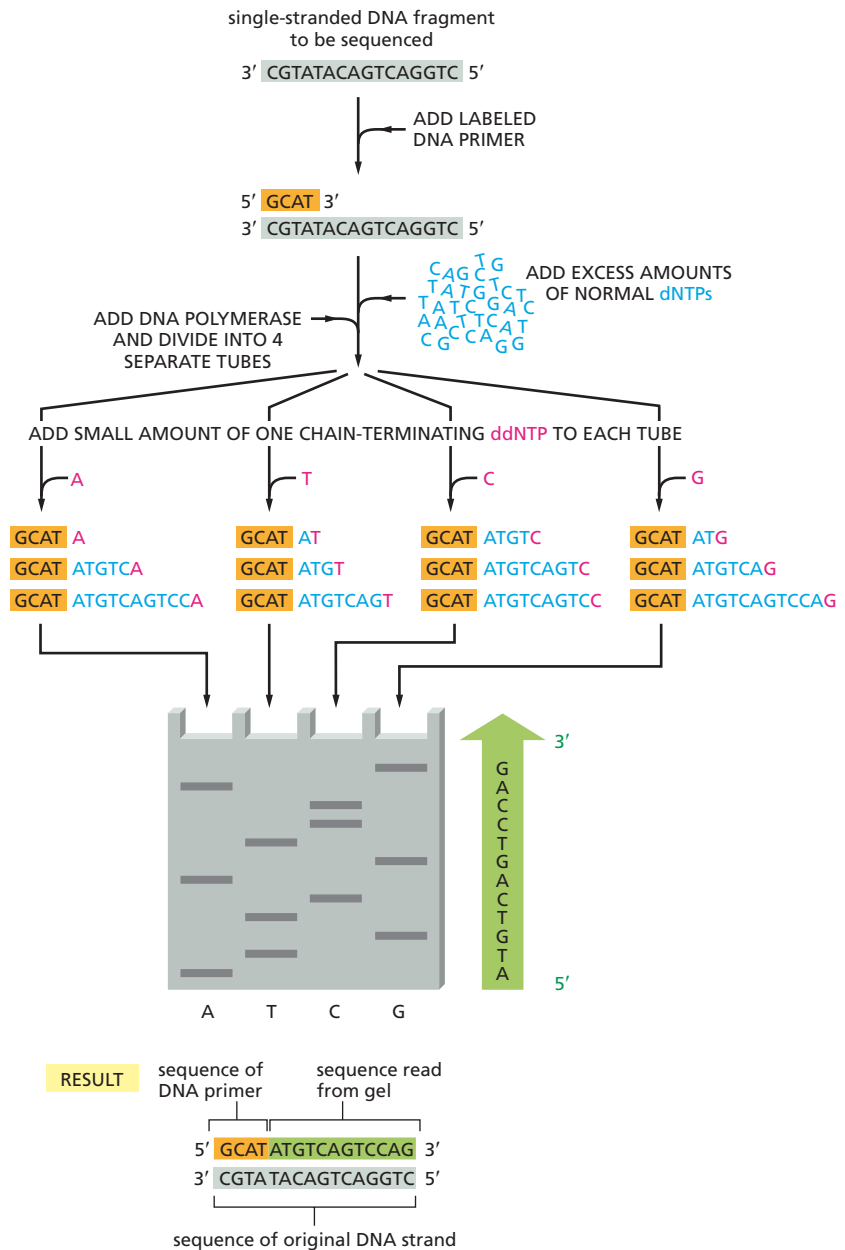 single-stranded DNA fragment
to be sequenced
3′ CGTATACAGTCAGGTC 5′
ADD LABELED
DNA PRIMER
5′ GCAT 3′
3′ CGTATACAGTCAGGTC 5′
T G
C A G C
T A T G T C T
T A T C G A C
A A C T T C A T
C G C C A G G
ADD EXCESS AMOUNTS
OF NORMAL dNTPs
ADD DNA POLYMERASE
AND DIVIDE INTO 4
SEPARATE TUBES
ADD SMALL AMOUNT OF ONE CHAIN-TERMINATING ddNTP TO EACH TUBE
A T C G
GCAT A GCAT AT GCAT ATGTC GCAT ATG
GCAT ATGTCA GCAT ATGT GCAT ATGTCAGTC GCAT ATGTCAG
GCAT ATGTCAGTCCA GCAT ATGTCAGT GCAT ATGTCAGTCC GCAT ATGTCAGTCCAG
3′
G
A
C
C
T
G
A
C
T
G
T
A
5′
A T C G
RESULT
sequence of
DNA primer
sequence read
from gel
5′ GCATATGTCAGTCCAG 3′
3′ CGTATACAGTCAGGTC 5′
sequence of original DNA strand